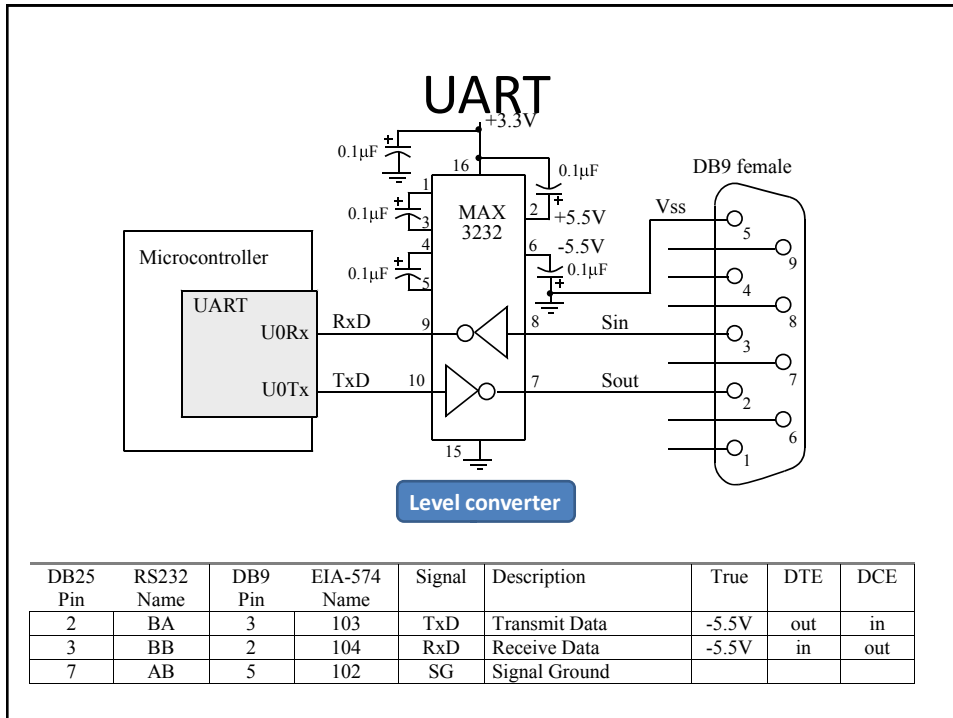 UART
+3.3V
0.1µF
16
0.1µF
DB9 female
1
0.1µF
3
MAX
3232
2
+5.5V
Vss
5
4
6
-5.5V
9
Microcontroller
0.1µF
5
0.1µF
4
UART
8
U0Rx
RxD
9
8
Sin
3
7
U0Tx
TxD
10
7
Sout
2
6
15
1
Level converter
DB25 Pin RS232 Name DB9 Pin EIA-574 Name Signal Description True DTE DCE
2 BA 3 103 TxD Transmit Data -5.5V out in
3 BB 2 104 RxD Receive Data -5.5V in out
7 AB 5 102 SG Signal Ground